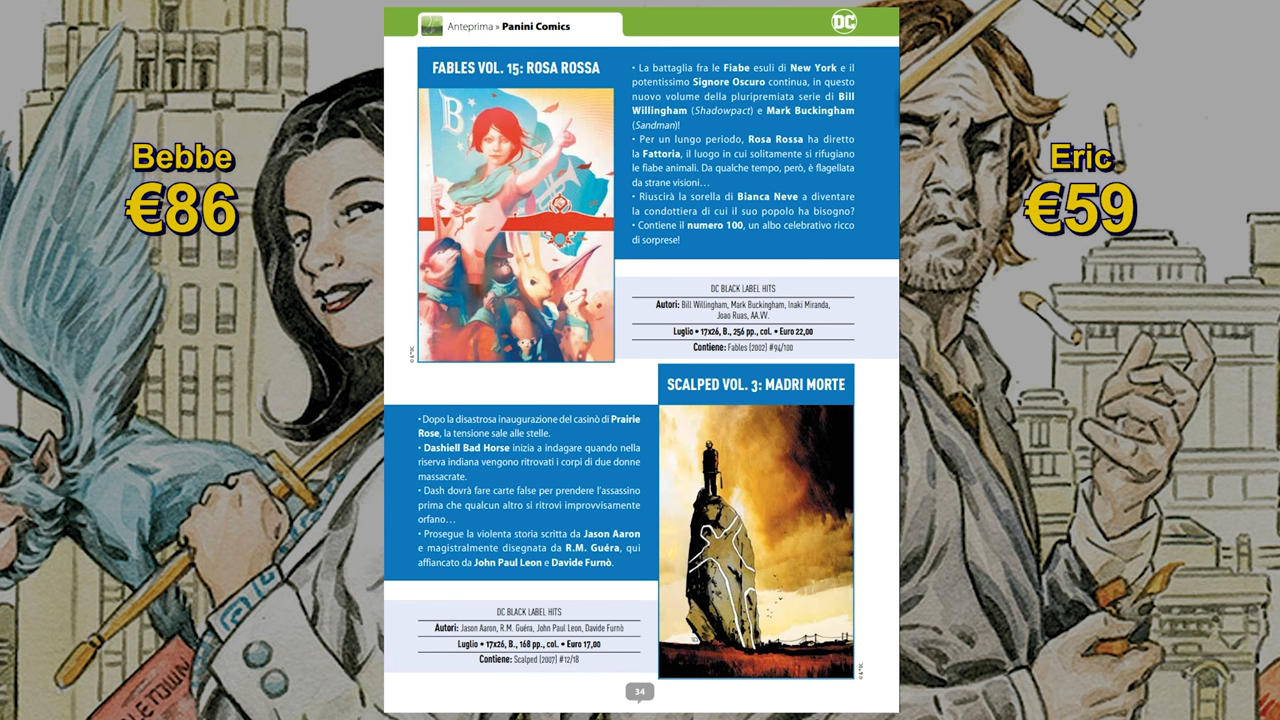 Anteprima » Panini Comics
DC
Bebbe
€86
Eric
€59
FABLES VOL. 15: ROSA ROSSA
B
• La battaglia fra le Fiabe esuli di New York e il
potentissimo Signore Oscuro continua, in questo
nuovo volume della pluripremiata serie di Bill
Willingham (Shadowpact) e Mark Buckingham
(Sandman)!
• Per un lungo periodo, Rosa Rossa ha diretto
la Fattoria, il luogo in cui solitamente si rifugiano
le fiabe animali. Da qualche tempo, però, è flagellata
da strane visioni…
• Riuscirà la sorella di Bianca Neve a diventare
la condottiera di cui il suo popolo ha bisogno?
• Contiene il numero 100, un albo celebrativo ricco
di sorprese!
DC BLACK LABEL HITS
Autori: Bill Willingham, Mark Buckingham, Inaki Miranda,
Joao Ruas, AA.VV.
Luglio • 17x26, B., 256 pp., col. • Euro 22,00
Contiene: Fables (2002) #94/100
SCALPED VOL. 3: MADRI MORTE
• Dopo la disastrosa inaugurazione del casinò di Prairie
Rose, la tensione sale alle stelle.
• Dashiell Bad Horse inizia a indagare quando nella
riserva indiana vengono ritrovati i corpi di due donne
massacrate.
• Dash dovrà fare carte false per prendere l'assassino
prima che qualcun altro si ritrovi improvvisamente
orfano…
• Prosegue la violenta storia scritta da Jason Aaron
e magistralmente disegnata da R.M. Guéra, qui
affiancato da John Paul Leon e Davide Furnò.
DC BLACK LABEL HITS
Autori: Jason Aaron, R.M. Guéra, John Paul Leon, Davide Furnò
Luglio • 17x26, B., 168 pp., col. • Euro 17,00
Contiene: Scalped (2007) #12/18
34